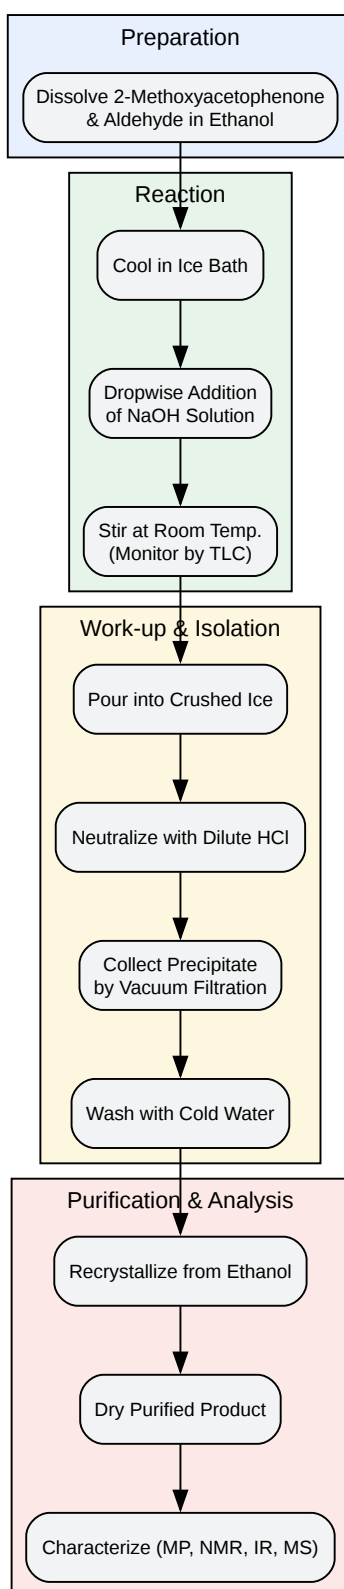 Preparation
Dissolve 2-Methoxyacetophenone
& Aldehyde in Ethanol
Reaction
Cool in Ice Bath
Dropwise Addition
of NaOH Solution
Stir at Room Temp.
(Monitor by TLC)
Work-up & Isolation
Pour into Crushed Ice
Neutralize with Dilute HCl
Collect Precipitate
by Vacuum Filtration
Wash with Cold Water
Purification & Analysis
Recrystallize from Ethanol
Dry Purified Product
Characterize (MP, NMR, IR, MS)